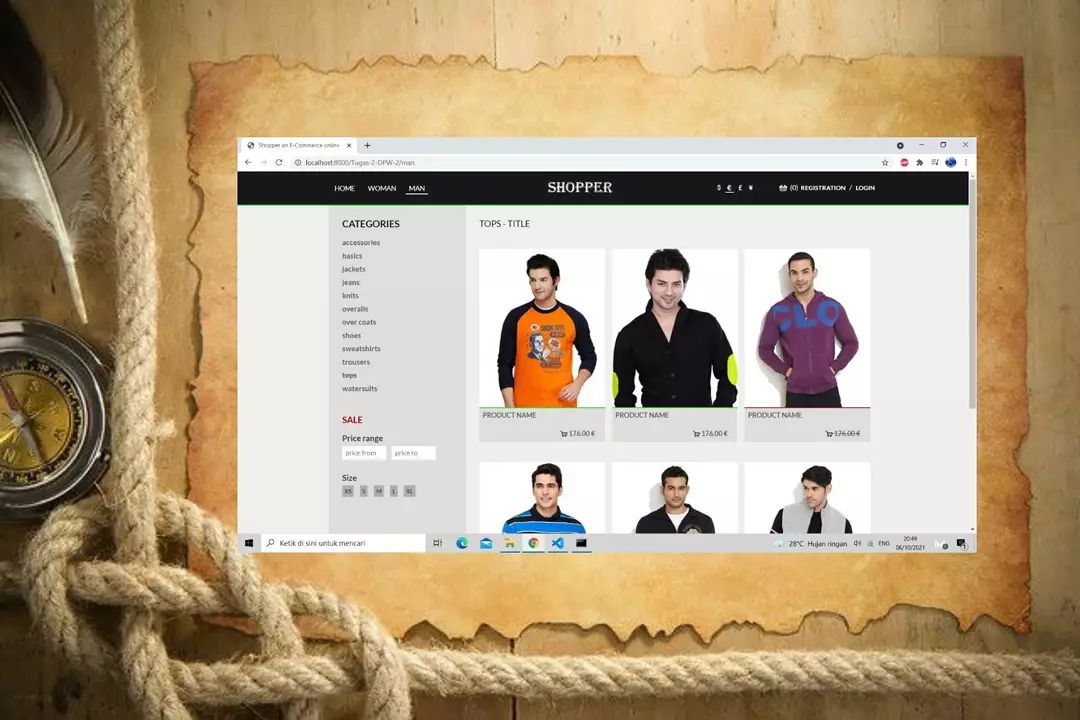 Shopper an E-Commerce online
localhost:8000/Tugas-2-DPW-2/man
HOME WOMAN MAN
SHOPPER
$ € £ ¥
(0) REGISTRATION / LOGIN
CATEGORIES
accessories
basics
jackets
jeans
knits
overalls
over coats
shoes
sweatshirts
trousers
tops
watersuits
SALE
Price range
price from price to
Size
XS S M L XL
TOPS - TITLE
SHOW OFF!
CLO
PRODUCT NAME
176.00 €
PRODUCT NAME
176.00 €
PRODUCT NAME
176.00 €
Ketik di sini untuk mencari
28°C Hujan ringan
ENG
20:49
06/10/2021
N
S